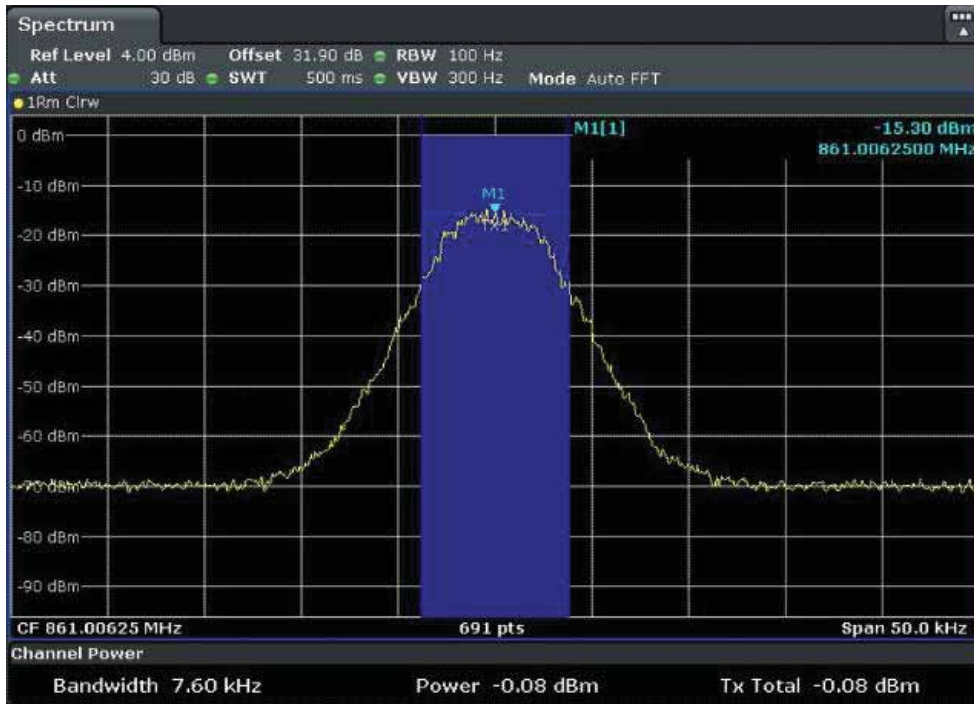 Spectrum
Ref Level 4.00 dBm Offset 31.90 dB RBW 100 Hz
Att 30 dB SWT 500 ms VBW 300 Hz Mode Auto FFT
1Rm Clrw
M1[1] -15.30 dBm
861.0062500 MHz
0 dBm
-10 dBm
M1
-20 dBm
-30 dBm
-40 dBm
-50 dBm
-60 dBm
-70 dBm
-80 dBm
-90 dBm
CF 861.00625 MHz 691 pts Span 50.0 kHz
Channel Power
Bandwidth 7.60 kHz Power -0.08 dBm Tx Total -0.08 dBm